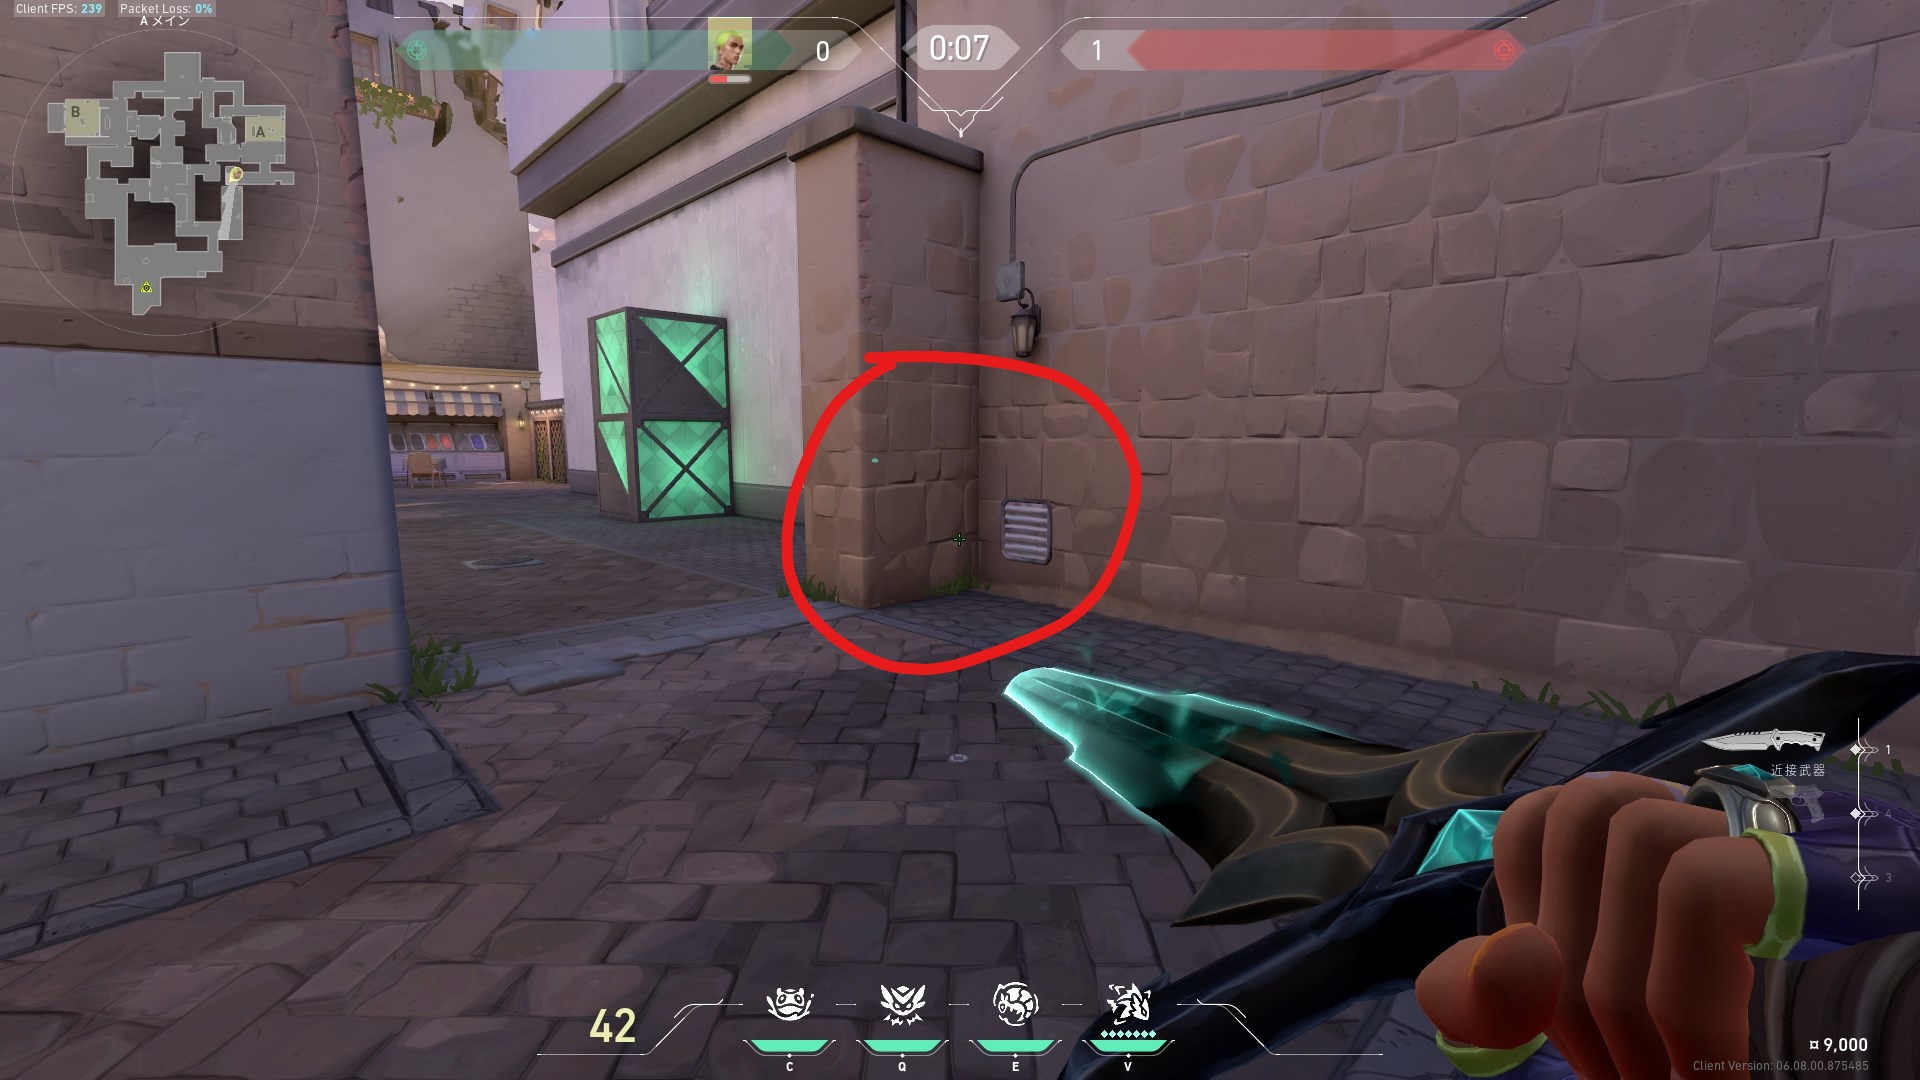 Client FPS: 239 Packet Loss: 0%
A メイン
B
A
0
0:07
1
1
近接武器
4
3
42
C
Q
E
V
¤ 9,000
Client Version: 06.08.00.875485